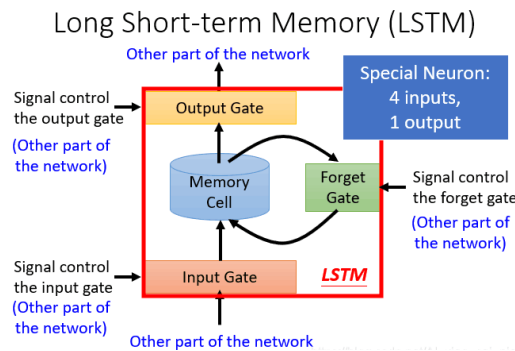 Long Short-term Memory (LSTM)
Other part of the network
Special Neuron:
4 inputs,
1 output
Signal control
the output gate
(Other part of
the network)
Output Gate
Memory
Cell
Forget
Gate
Signal control
the forget gate
(Other part of
the network)
Signal control
the input gate
(Other part of
the network)
Input Gate
LSTM
Other part of the network